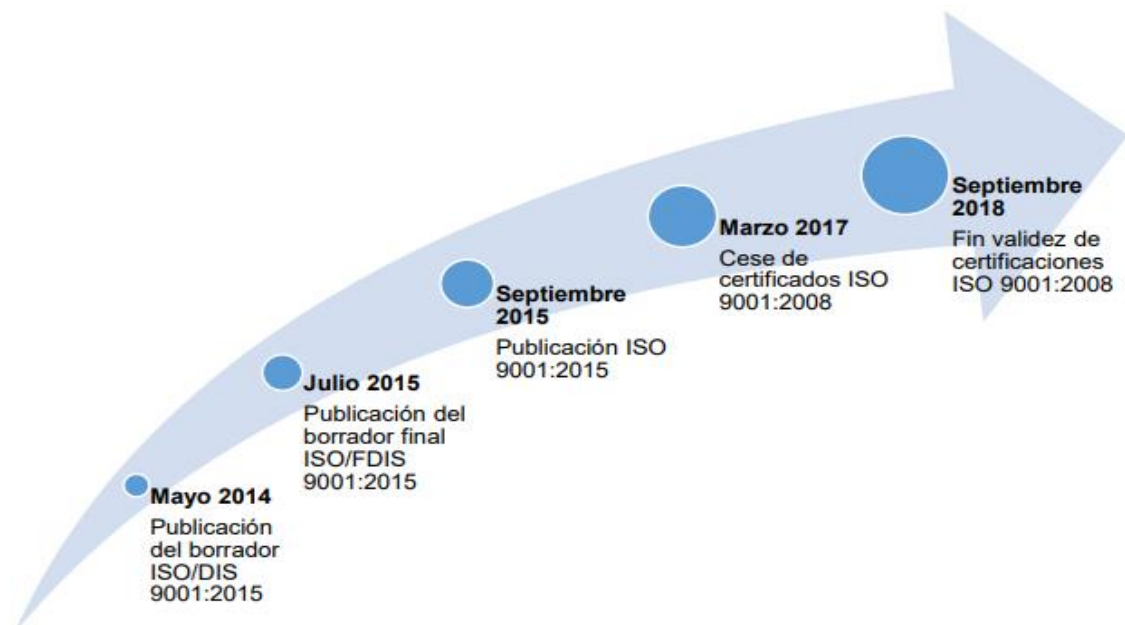 Mayo 2014
Publicación
del borrador
ISO/DIS
9001:2015
Julio 2015
Publicación del
borrador final
ISO/FDIS
9001:2015
Septiembre
2015
Publicación ISO
9001:2015
Marzo 2017
Cese de
certificados ISO
9001:2008
Septiembre
2018
Fin validez de
certificaciones
ISO 9001:2008